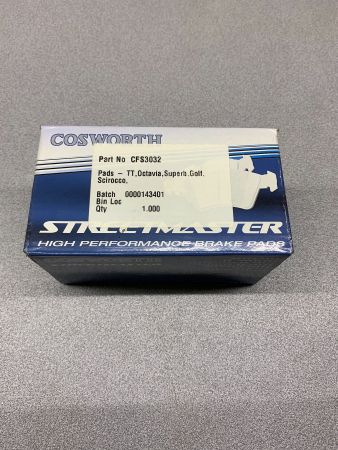 COSWORTH
Part No CFS3032
Pads - TT,Octavia,Superb.Golf.
Scirocco.
Batch 0000143401
Bin Loc
Qty 1.000
STREETMASTER
HIGH PERFORMANCE BRAKE PADS